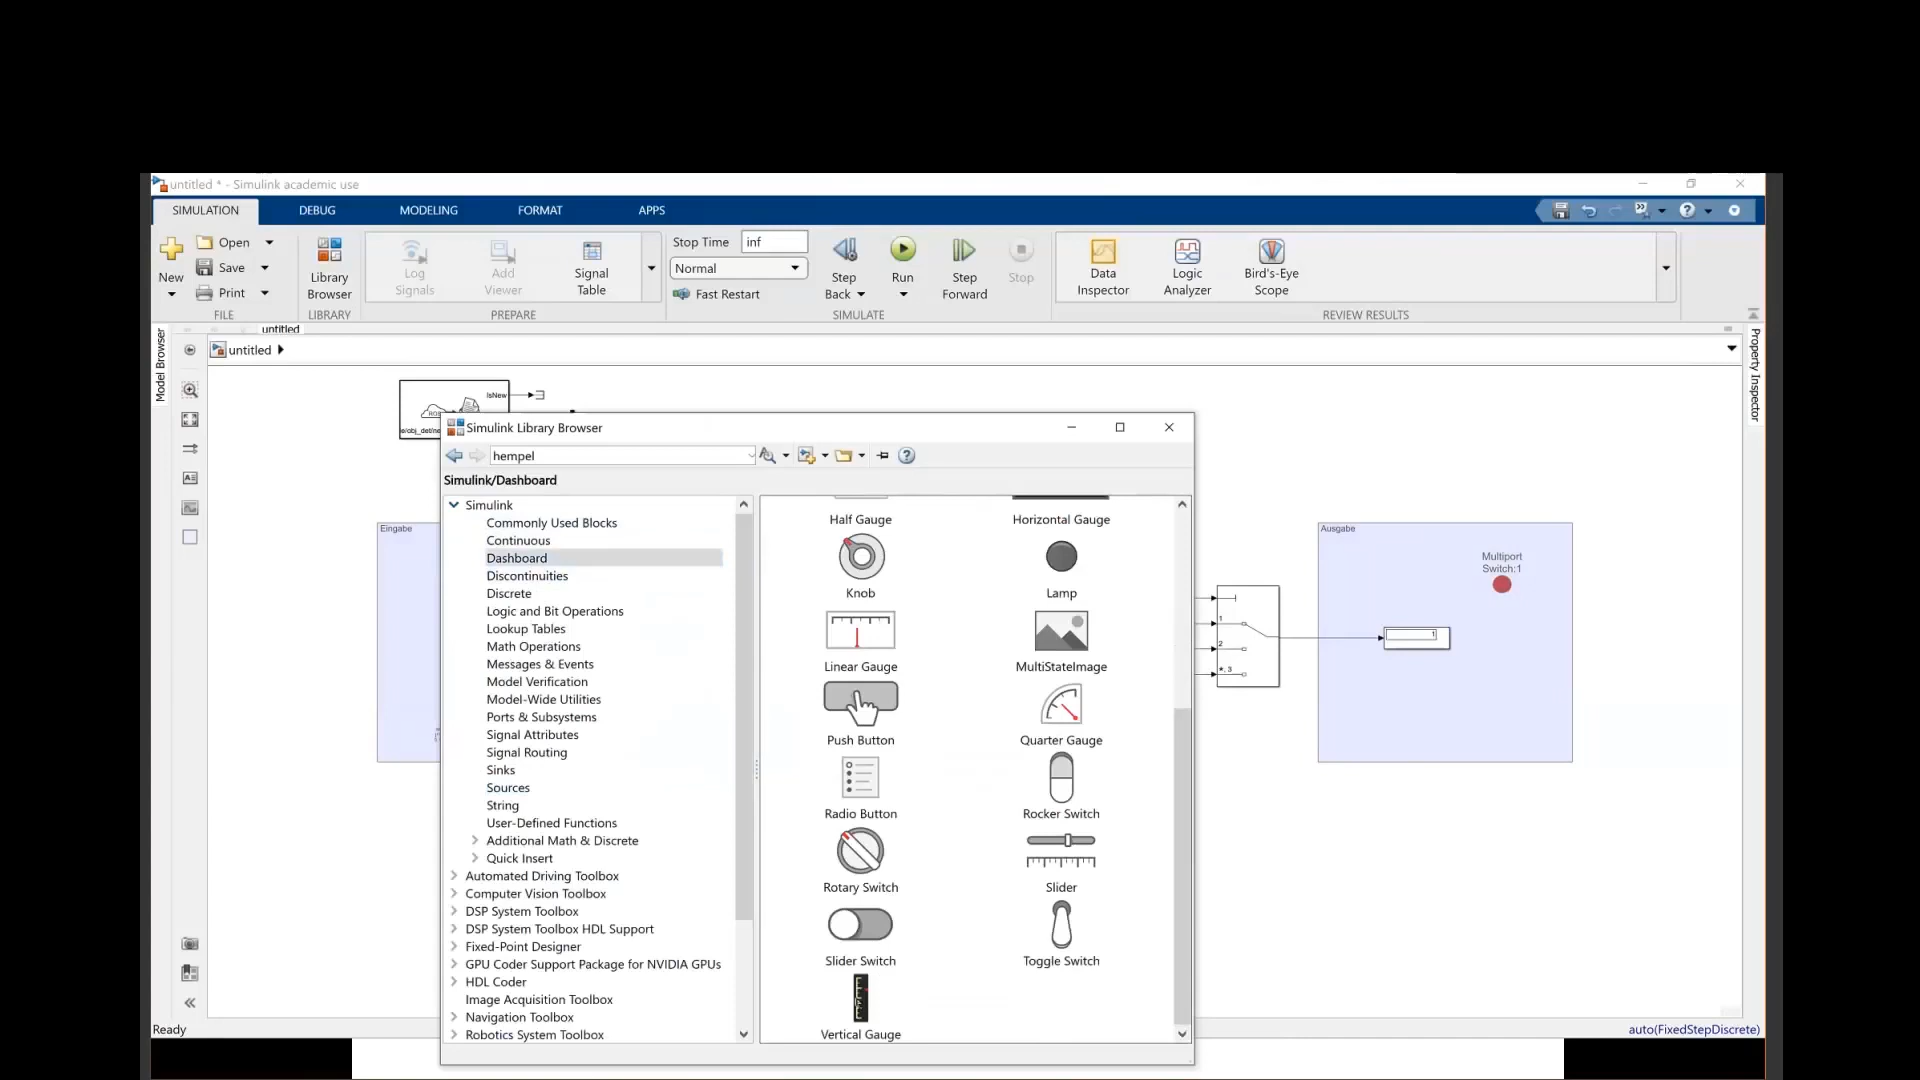 untitled * - Simulink academic use
SIMULATION DEBUG MODELING FORMAT APPS
New
Open
Save
Print
FILE
Library Browser
LIBRARY
Log Signals
Add Viewer
Signal Table
PREPARE
Stop Time inf
Normal
Fast Restart
Step Back
Run
Step Forward
Stop
SIMULATE
Data Inspector
Logic Analyzer
Bird's-Eye Scope
REVIEW RESULTS
Model Browser
untitled
untitled
Property Inspector
IsNew
ROS
Eingabe
Simulink Library Browser
hempel
Simulink/Dashboard
Simulink
Commonly Used Blocks
Continuous
Dashboard
Discontinuities
Discrete
Logic and Bit Operations
Lookup Tables
Math Operations
Messages & Events
Model Verification
Model-Wide Utilities
Ports & Subsystems
Signal Attributes
Signal Routing
Sinks
Sources
String
User-Defined Functions
Additional Math & Discrete
Quick Insert
Automated Driving Toolbox
Computer Vision Toolbox
DSP System Toolbox
DSP System Toolbox HDL Support
Fixed-Point Designer
GPU Coder Support Package for NVIDIA GPUs
HDL Coder
Image Acquisition Toolbox
Navigation Toolbox
Robotics System Toolbox
Half Gauge
Horizontal Gauge
Knob
Lamp
Linear Gauge
MultiStateImage
Push Button
Quarter Gauge
Radio Button
Rocker Switch
Rotary Switch
Slider
Slider Switch
Toggle Switch
Vertical Gauge
1
2
*, 3
Ausgabe
Multiport
Switch:1
1
Ready
auto(FixedStepDiscrete)